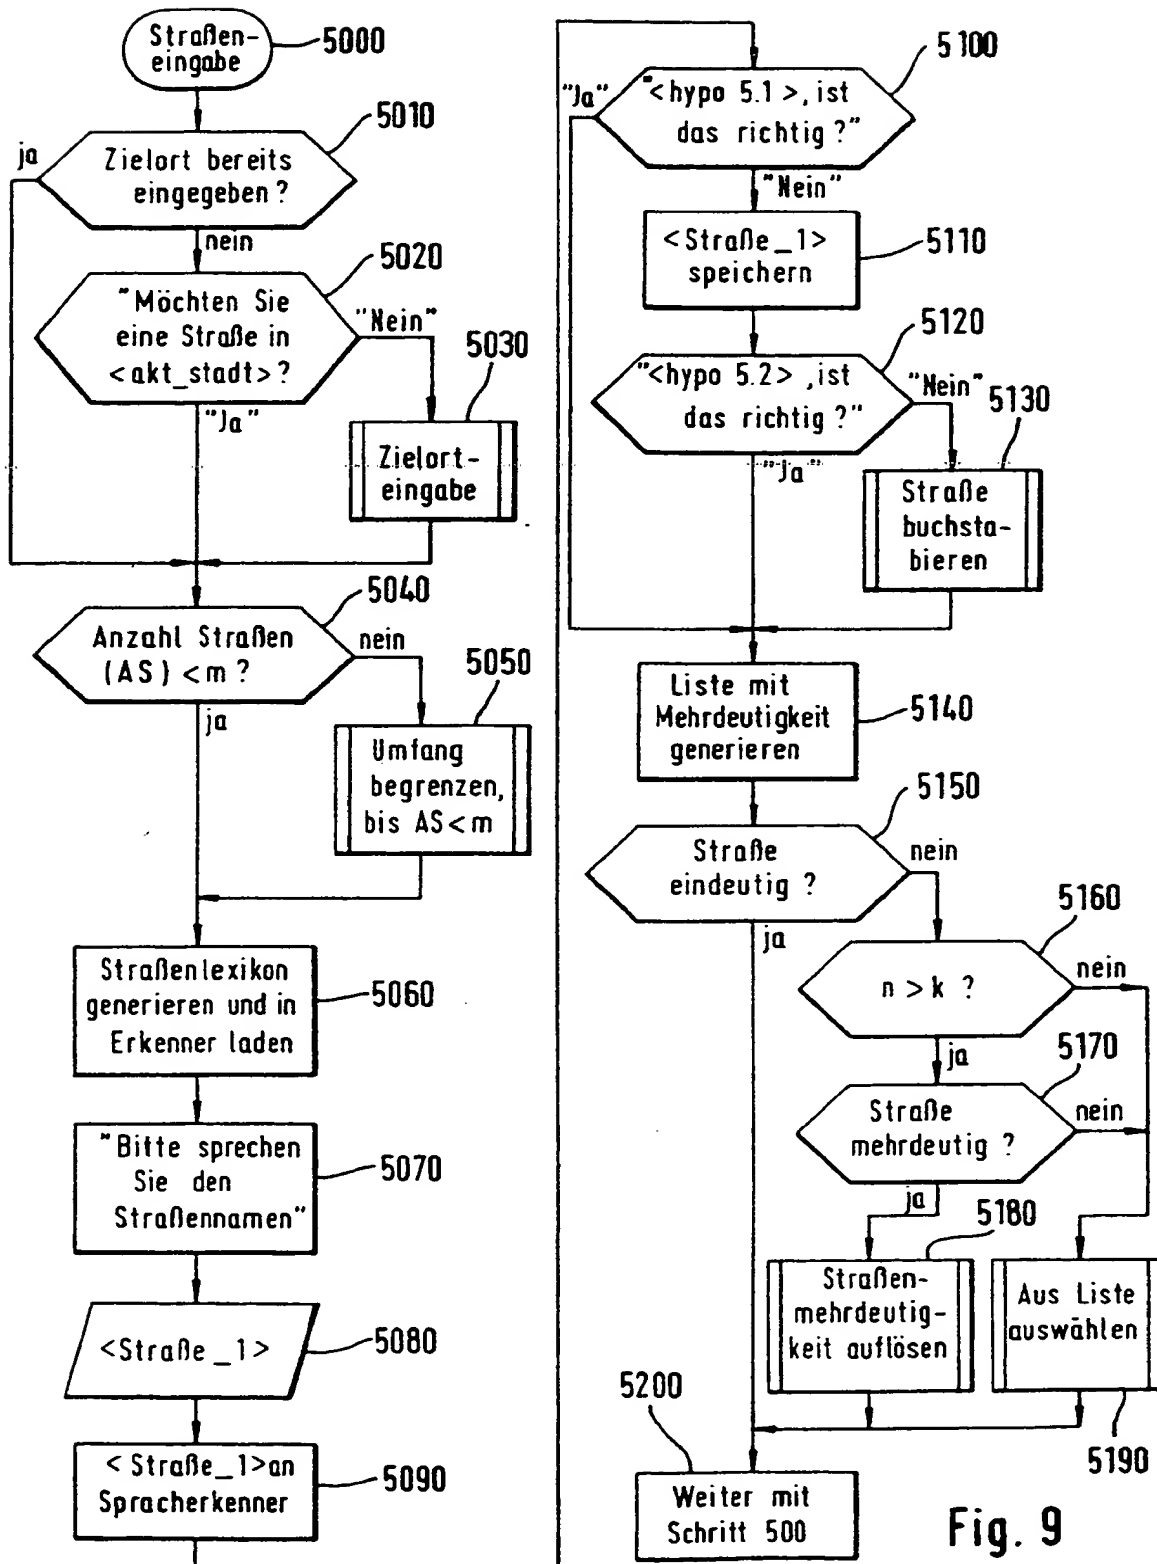 Straßen-
eingabe
5000
Zielort bereits
eingegeben?
5010
ja
nein
"Möchten Sie
eine Straße in
<akt_stadt>?
5020
"Nein"
"Ja"
5030
Zielort-
eingabe
Anzahl Straßen
(AS) <m ?
5040
nein
ja
5050
Umfang
begrenzen,
bis AS<m
Straßenlexikon
generieren und in
Erkenner laden
5060
"Bitte sprechen
Sie den
Straßennamen"
5070
<Straße_1>
5080
<Straße_1>an
Spracherkenner
5090
"<hypo 5.1>, ist
das richtig ?"
5100
"Ja"
"Nein"
<Straße_1>
speichern
5110
"<hypo 5.2> ,ist
das richtig ?"
5120
"Nein"
"Ja"
5130
Straße
buchsta-
bieren
Liste mit
Mehrdeutigkeit
generieren
5140
Straße
eindeutig ?
5150
nein
ja
n > k ?
5160
nein
ja
Straße
mehrdeutig ?
5170
nein
ja
5180
Straßen-
mehrdeutig-
keit auflösen
Aus Liste
auswählen
5190
5200
Weiter mit
Schritt 500
Fig. 9